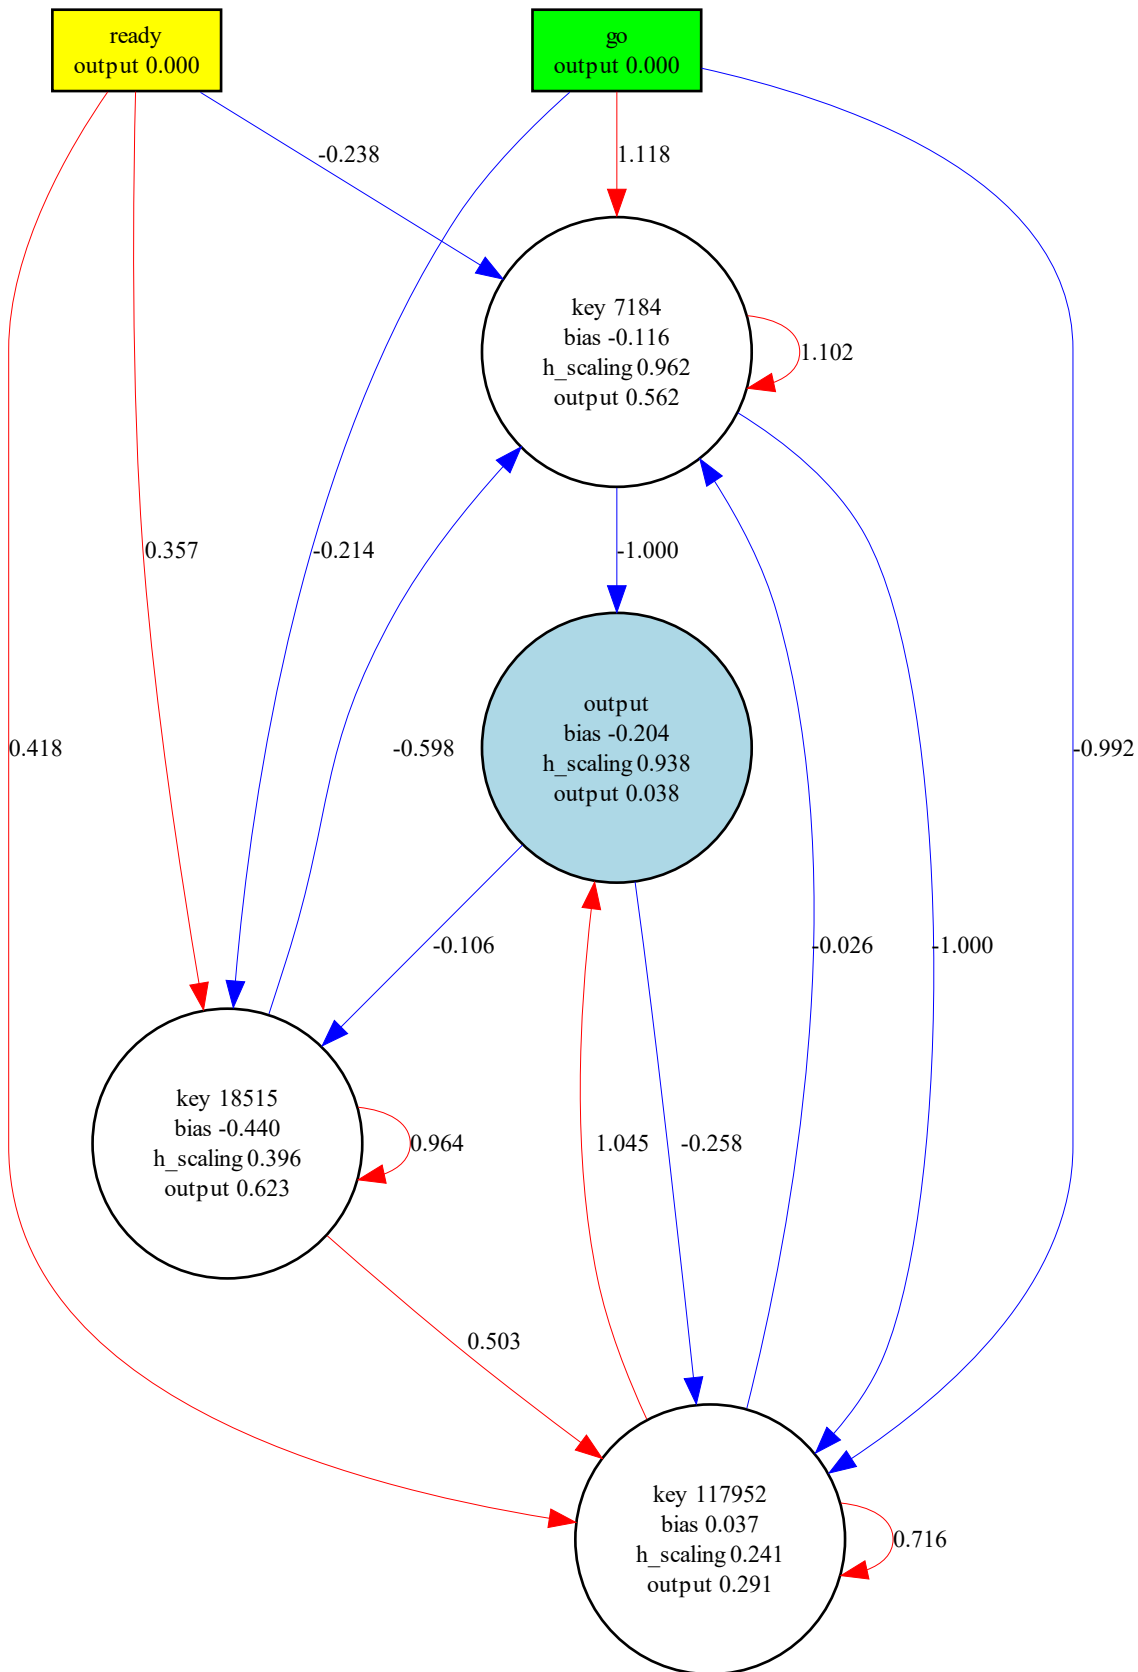 ready
output 0.000
go
output 0.000
-0.238
1.118
key 7184
bias -0.116
h_scaling 0.962
output 0.562
1.102
0.357
-0.214
-1.000
output
bias -0.204
h_scaling 0.938
output 0.038
0.418
-0.598
-0.992
-0.106
-0.026
-1.000
key 18515
bias -0.440
h_scaling 0.396
output 0.623
0.964
1.045
-0.258
0.503
key 117952
bias 0.037
h_scaling 0.241
output 0.291
0.716